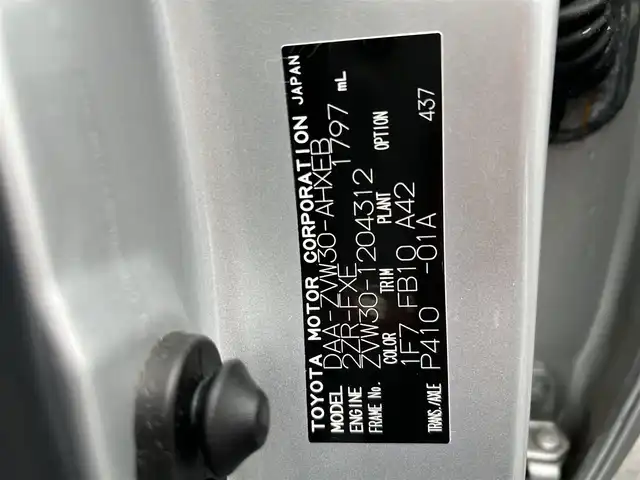 TOYOTA MOTOR CORPORATION JAPAN
MODEL DAA-ZVW30-AHXEB
ENGINE 2ZR-FXE 1797 mL
FRAME No. ZVW30-1204312
COLOR TRIM PLANT OPTION
1F7 FB10 A42
TRANS./AXLE P410 -01A 437